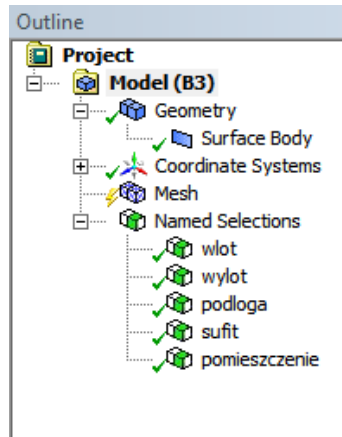 Outline
Project
Model (B3)
Geometry
Surface Body
Coordinate Systems
Mesh
Named Selections
wlot
wylot
podloga
sufit
pomieszczenie